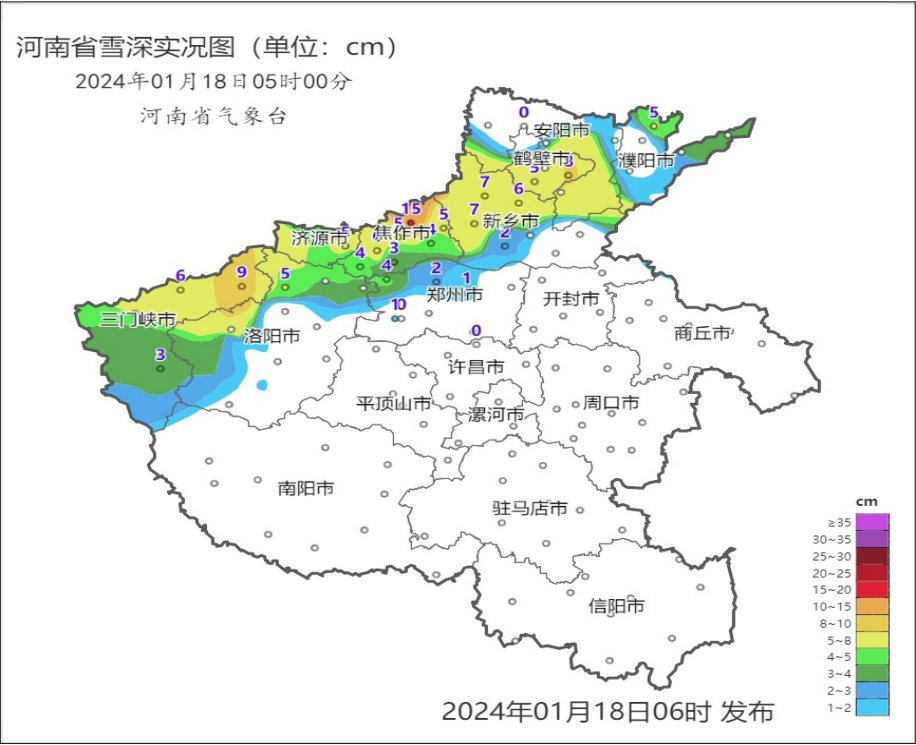 河南省雪深实况图（单位：cm）
2024年01月18日05时00分
河南省气象台
0
5
安阳市
鹤壁市
濮阳市
5
8
7
6
7
15
5
新乡市
济源市
5
焦作市
5
4
2
3
4
4
2
1
6
9
5
郑州市
开封市
10
三门峡市
洛阳市
0
商丘市
3
许昌市
平顶山市
漯河市
周口市
南阳市
驻马店市
信阳市
cm
≥35
30~35
25~30
20~25
15~20
10~15
8~10
5~8
4~5
3~4
2~3
1~2
2024年01月18日06时 发布